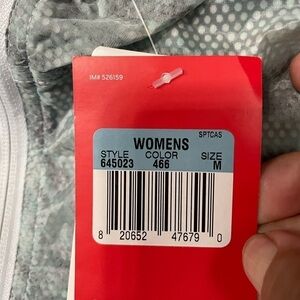 IM# 526159
SPTCAS
WOMENS
STYLE COLOR SIZE
645023 466 M
8 20652 47679 0